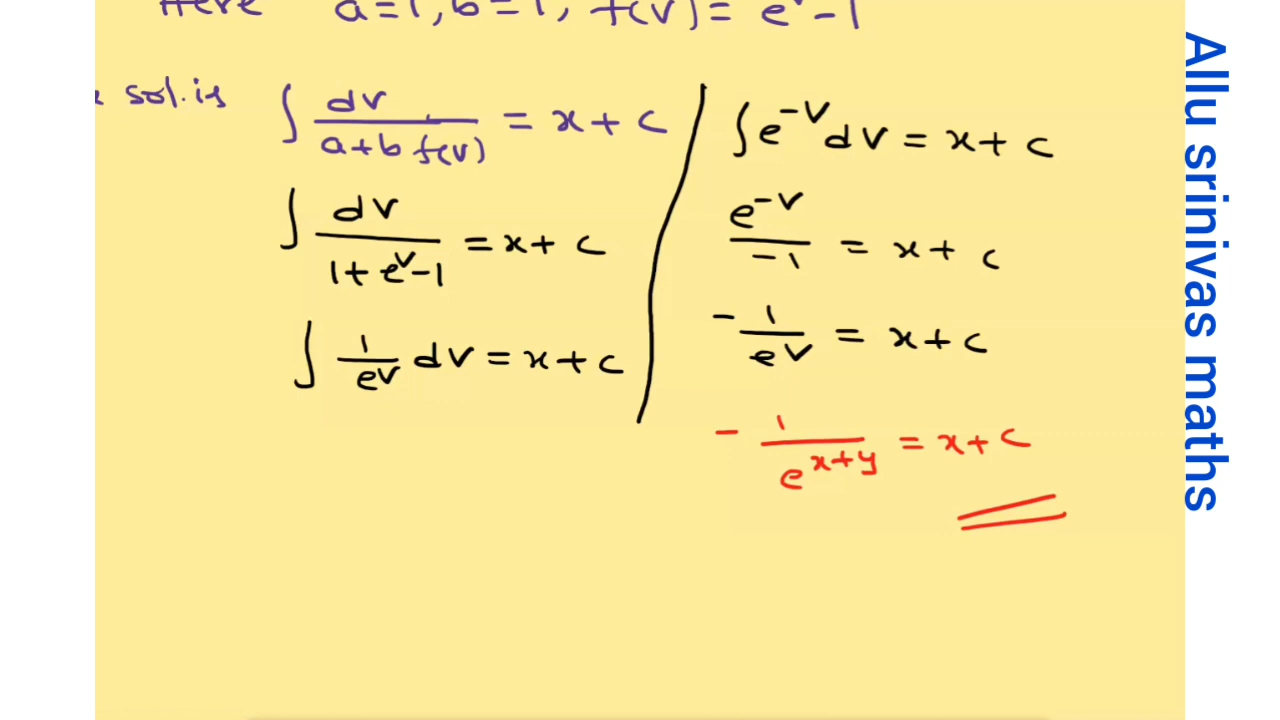 Here a=1, b=1, f(v) = e^v - 1
sol. is ∫ dv/(a+b f(v)) = x + c
∫ dv/(1+e^v-1) = x + c
∫ 1/e^v dv = x + c
∫ e^-v dv = x + c
e^-v/-1 = x + c
- 1/e^v = x + c
- 1/e^(x+y) = x + c
Allu srinivas maths